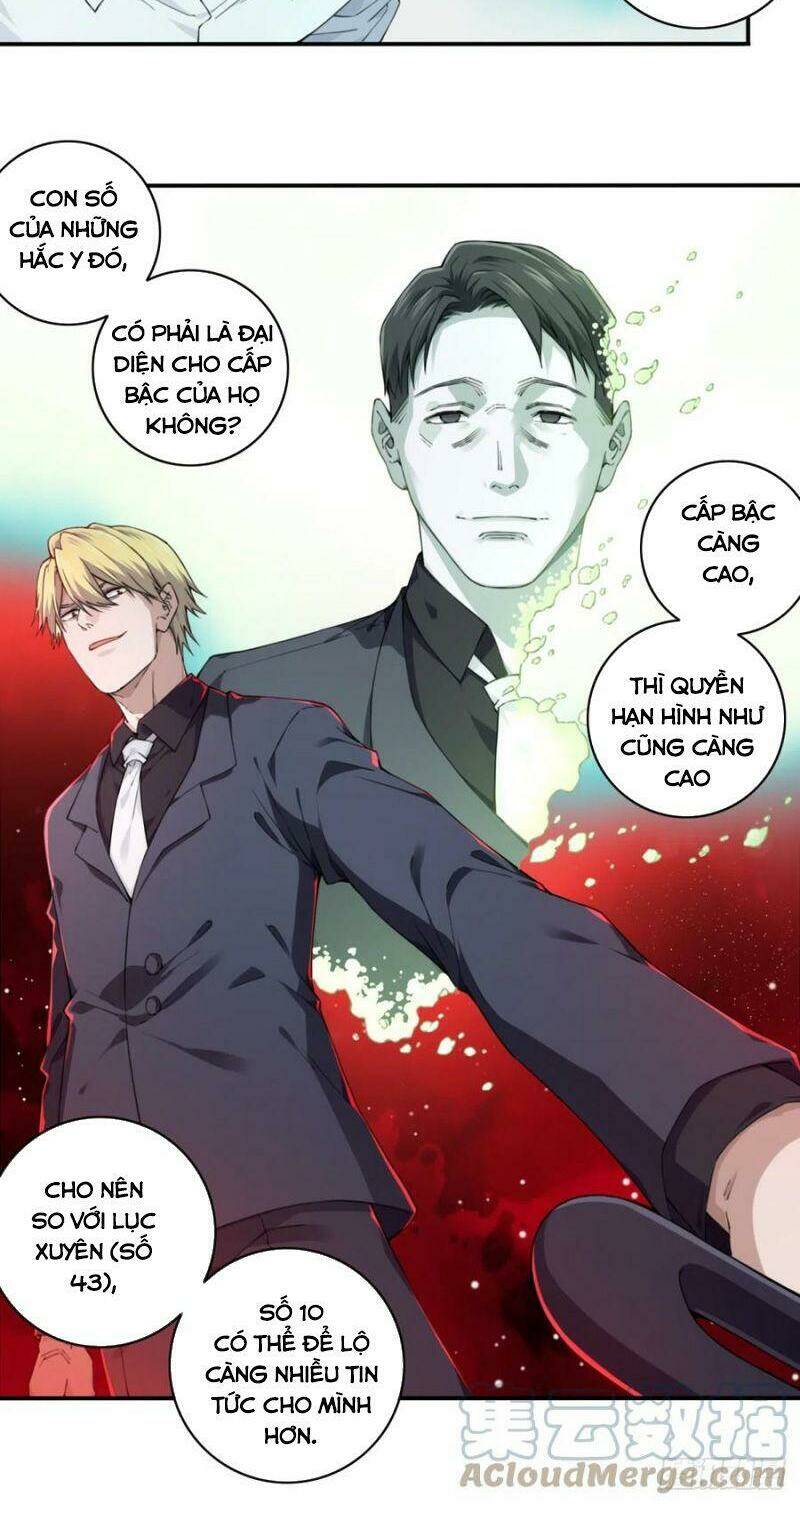 CON SỐ
CỦA NHỮNG
HẮC Y ĐÓ,
CÓ PHẢI LÀ ĐẠI
DIỆN CHO CẤP
BẬC CỦA HỌ
KHÔNG?
CẤP BẬC
CÀNG
CAO,
THÌ QUYỀN
HẠN HÌNH NHƯ
CŨNG CÀNG
CAO
CHO NÊN
SO VỚI LỤC
XUYÊN (SỐ
43),
SỐ 10
CÓ THỂ ĐỂ LỘ
CÀNG NHIỀU TIN
TỨC CHO MÌNH
HƠN.
集云数据
ACloudMerge.com